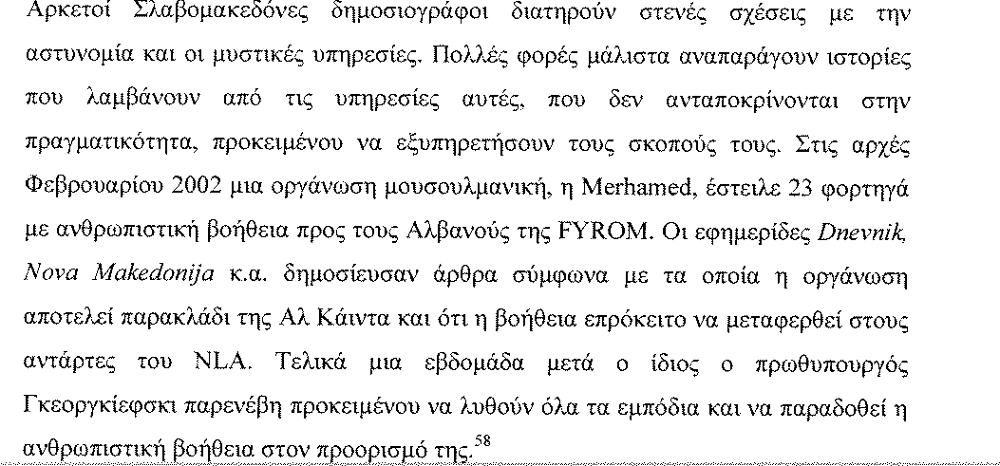 Αρκετοί Σλαβομακεδόνες δημοσιογράφοι διατηρούν στενές σχέσεις με την
αστυνομία και οι μυστικές υπηρεσίες. Πολλές φορές μάλιστα αναπαράγουν ιστορίες
που λαμβάνουν από τις υπηρεσίες αυτές, που δεν ανταποκρίνονται στην
πραγματικότητα, προκειμένου να εξυπηρετήσουν τους σκοπούς τους. Στις αρχές
Φεβρουαρίου 2002 μια οργάνωση μουσουλμανική, η Merhamed, έστειλε 23 φορτηγά
με ανθρωπιστική βοήθεια προς τους Αλβανούς της FYROM. Οι εφημερίδες Dnevnik,
Nova Makedonija κ.α. δημοσίευσαν άρθρα σύμφωνα με τα οποία η οργάνωση
αποτελεί παρακλάδι της Αλ Κάιντα και ότι η βοήθεια επρόκειτο να μεταφερθεί στους
αντάρτες του NLA. Τελικά μια εβδομάδα μετά ο ίδιος ο πρωθυπουργός
Γκεοργκίεφσκι παρενέβη προκειμένου να λυθούν όλα τα εμπόδια και να παραδοθεί η
ανθρωπιστική βοήθεια στον προορισμό της.58